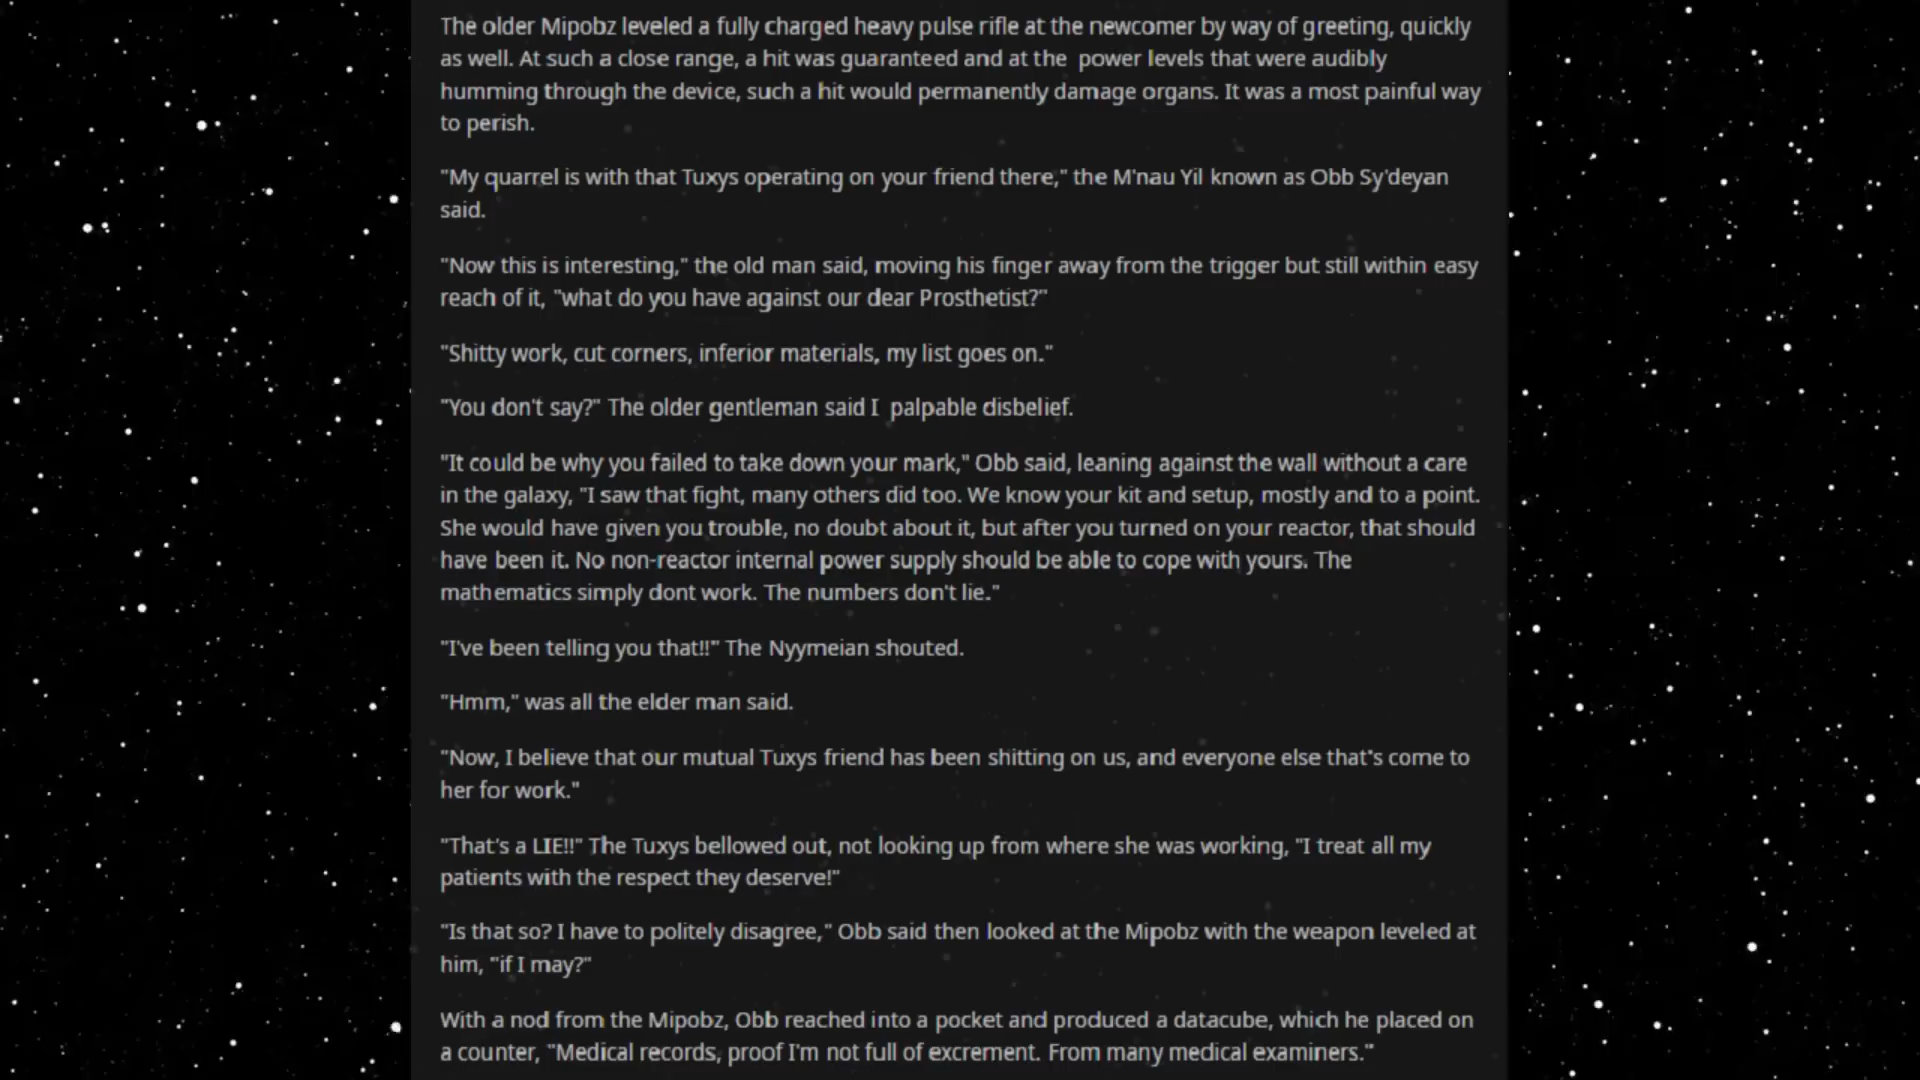 The older Mipobz leveled a fully charged heavy pulse rifle at the newcomer by way of greeting, quickly
as well. At such a close range, a hit was guaranteed and at the  power levels that were audibly
humming through the device, such a hit would permanently damage organs. It was a most painful way
to perish.
"My quarrel is with that Tuxys operating on your friend there," the M'nau Yil known as Obb Sy'deyan
said.
"Now this is interesting," the old man said, moving his finger away from the trigger but still within easy
reach of it, "what do you have against our dear Prosthetist?"
"Shitty work, cut corners, inferior materials, my list goes on."
"You don't say?" The older gentleman said I  palpable disbelief.
"It could be why you failed to take down your mark," Obb said, leaning against the wall without a care
in the galaxy, "I saw that fight, many others did too. We know your kit and setup, mostly and to a point.
She would have given you trouble, no doubt about it, but after you turned on your reactor, that should
have been it. No non-reactor internal power supply should be able to cope with yours. The
mathematics simply dont work. The numbers don't lie."
"I've been telling you that!!" The Nyymeian shouted.
"Hmm," was all the elder man said.
"Now, I believe that our mutual Tuxys friend has been shitting on us, and everyone else that's come to
her for work."
"That's a LIE!!" The Tuxys bellowed out, not looking up from where she was working, "I treat all my
patients with the respect they deserve!"
"Is that so? I have to politely disagree," Obb said then looked at the Mipobz with the weapon leveled at
him, "if I may?"
With a nod from the Mipobz, Obb reached into a pocket and produced a datacube, which he placed on
a counter, "Medical records, proof I'm not full of excrement. From many medical examiners."